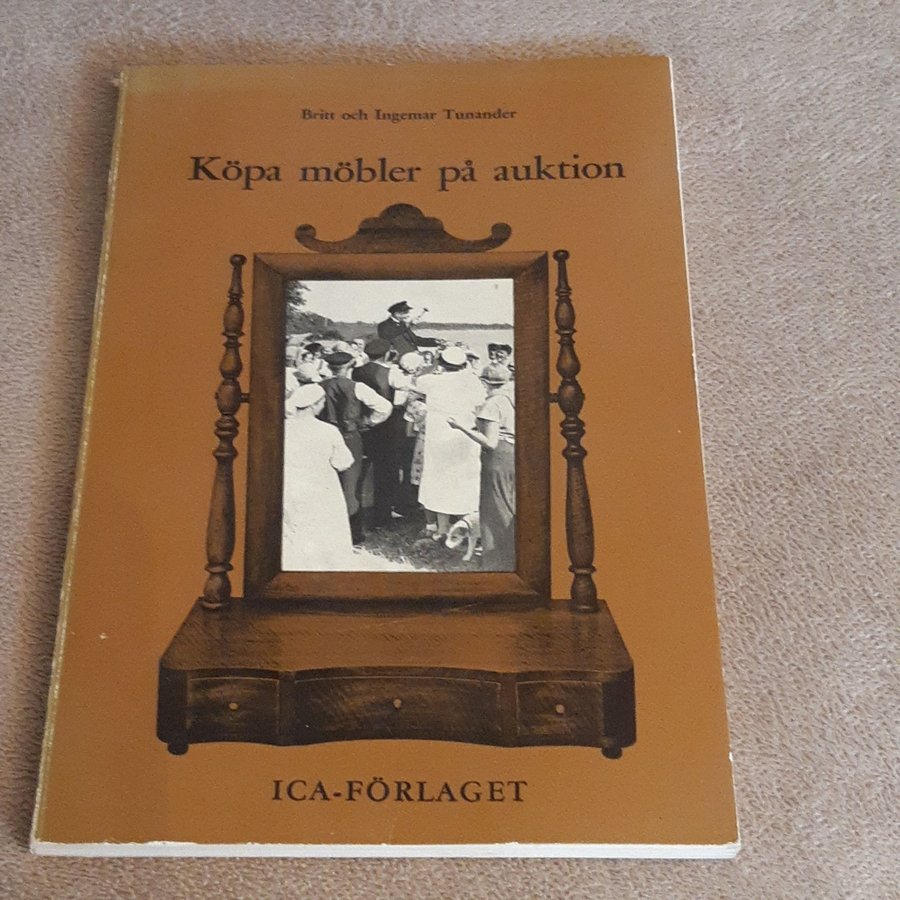 Britt och Ingemar Tunander
Köpa möbler på auktion
ICA-FÖRLAGET